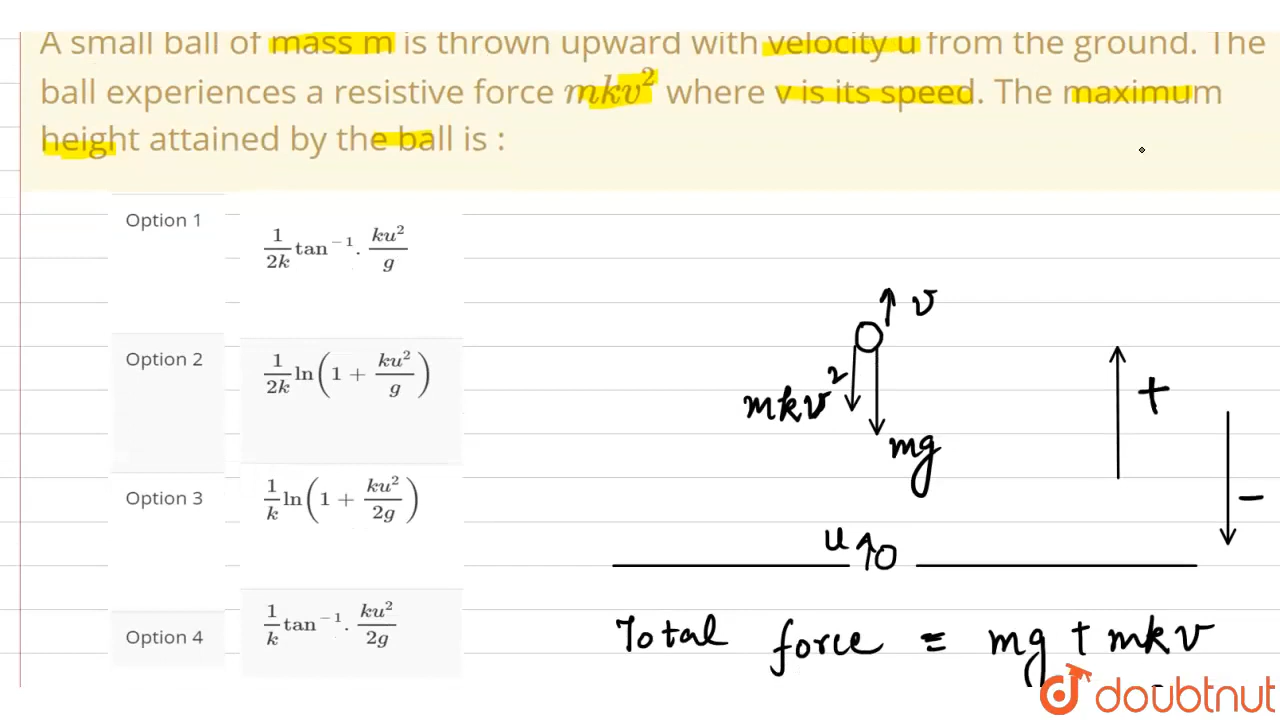 A small ball of mass m is thrown upward with velocity u from the ground. The
ball experiences a resistive force mkv² where v is its speed. The maximum
height attained by the ball is :
Option 1
1/2k tan⁻¹. ku²/g
Option 2
1/2k ln(1 + ku²/g)
Option 3
1/k ln(1 + ku²/2g)
Option 4
1/k tan⁻¹. ku²/2g
↑ v
mkv²
mg
+
−
u↑
Total force = mg + mkv
doubtnut